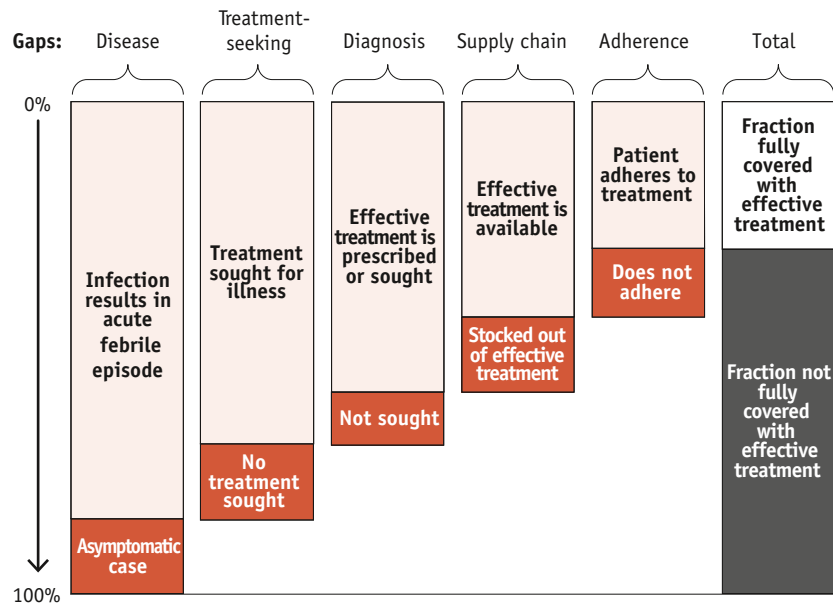 Gaps:
Disease
Treatment-
seeking
Diagnosis
Supply chain
Adherence
Total
0%
100%
Infection
results in
acute
febrile
episode
Asymptomatic
case
Treatment
sought for
illness
No
treatment
sought
Effective
treatment is
prescribed
or sought
Not sought
Effective
treatment is
available
Stocked out
of effective
treatment
Patient
adheres to
treatment
Does not
adhere
Fraction
fully
covered
with
effective
treatment
Fraction not
fully
covered
with
effective
treatment